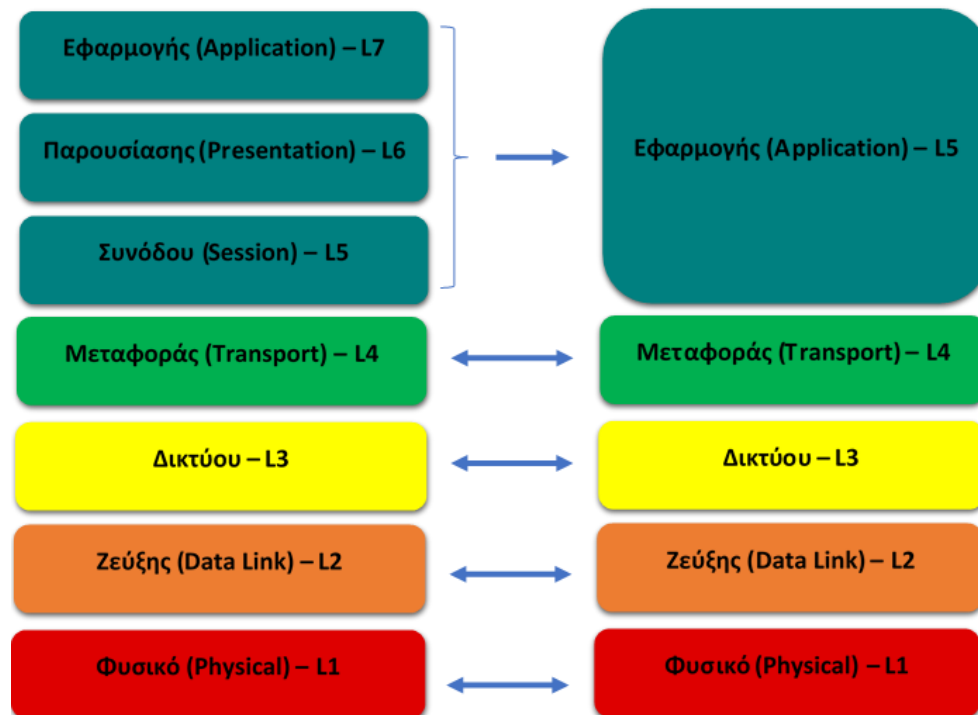 Εφαρμογής (Application) – L7
Παρουσίασης (Presentation) – L6
Συνόδου (Session) – L5
Μεταφοράς (Transport) – L4
Δικτύου – L3
Ζεύξης (Data Link) – L2
Φυσικό (Physical) – L1
Εφαρμογής (Application) – L5
Μεταφοράς (Transport) – L4
Δικτύου – L3
Ζεύξης (Data Link) – L2
Φυσικό (Physical) – L1